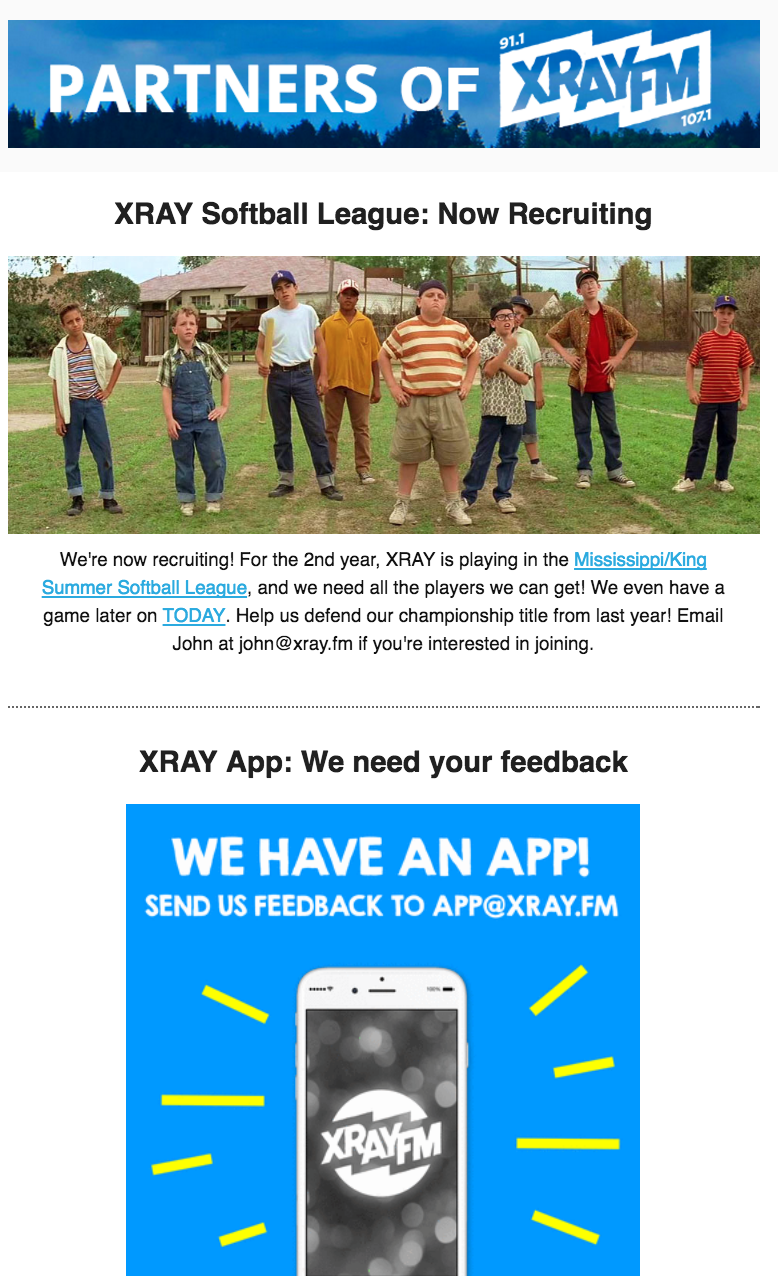 PARTNERS OF
91.1
XRAYFM
107.1
XRAY Softball League: Now Recruiting
We're now recruiting! For the 2nd year, XRAY is playing in the Mississippi/King
Summer Softball League, and we need all the players we can get! We even have a
game later on TODAY. Help us defend our championship title from last year! Email
John at john@xray.fm if you're interested in joining.
XRAY App: We need your feedback
WE HAVE AN APP!
SEND US FEEDBACK TO APP@XRAY.FM
100%
XRAYFM